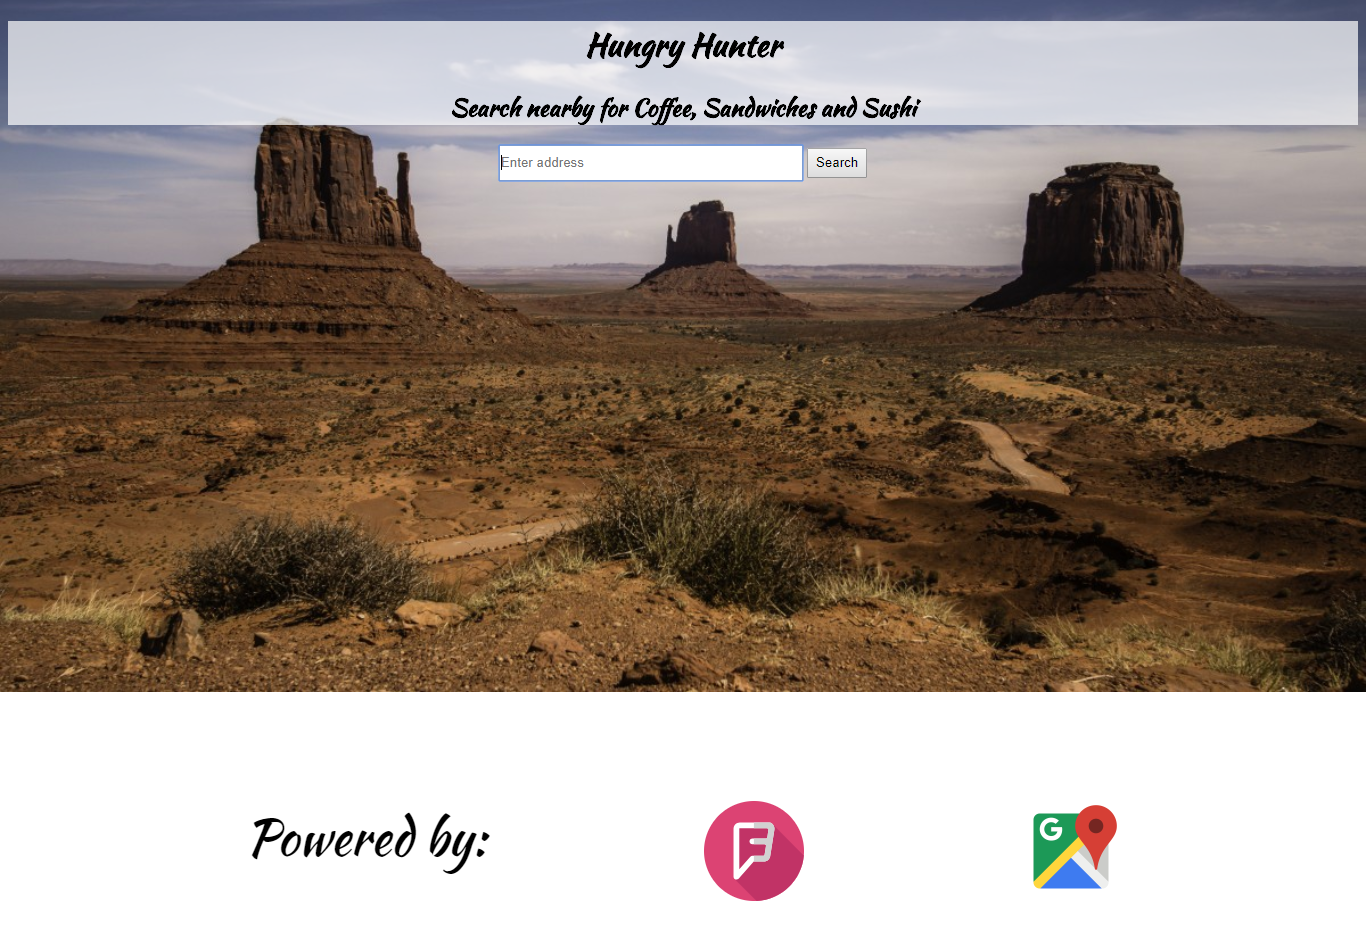 Hungry Hunter
Search nearby for Coffee, Sandwiches and Sushi
Enter address Search
Powered by:
G